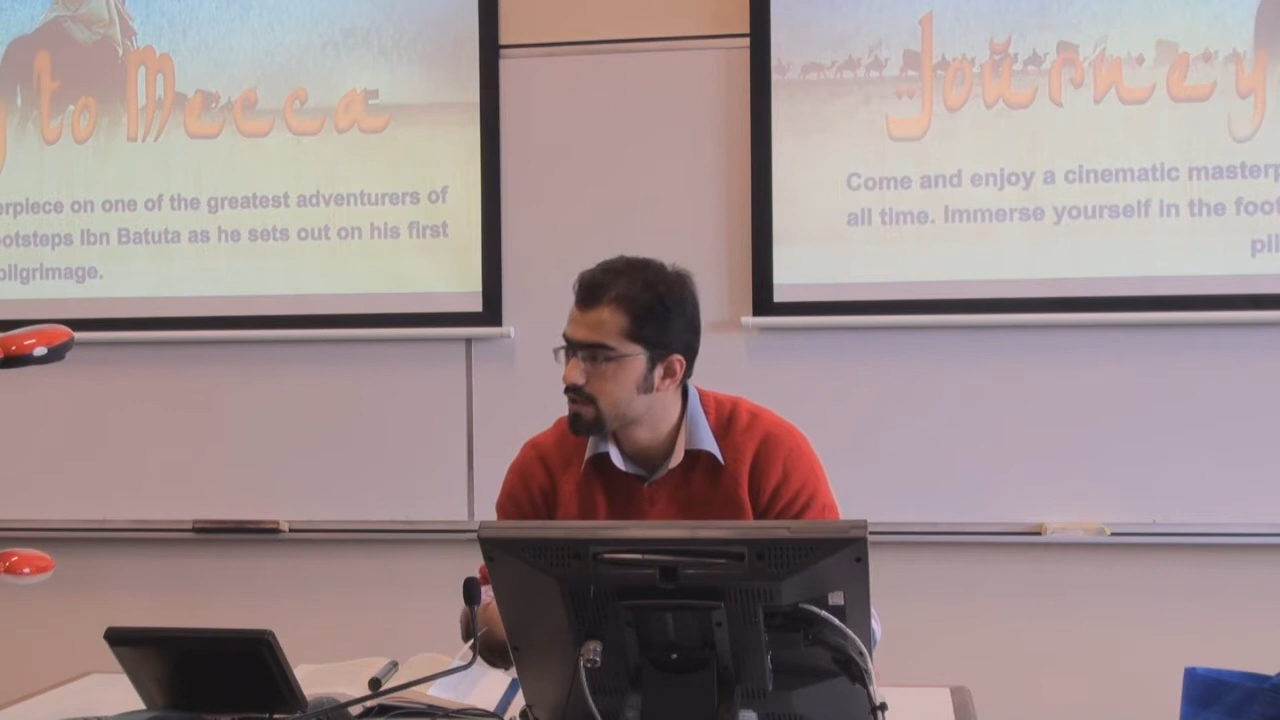 to Mecca
erpiece on one of the greatest adventurers of
ootsteps Ibn Batuta as he sets out on his first
pilgrimage.
Journey
Come and enjoy a cinematic masterp
all time. Immerse yourself in the foot
pil